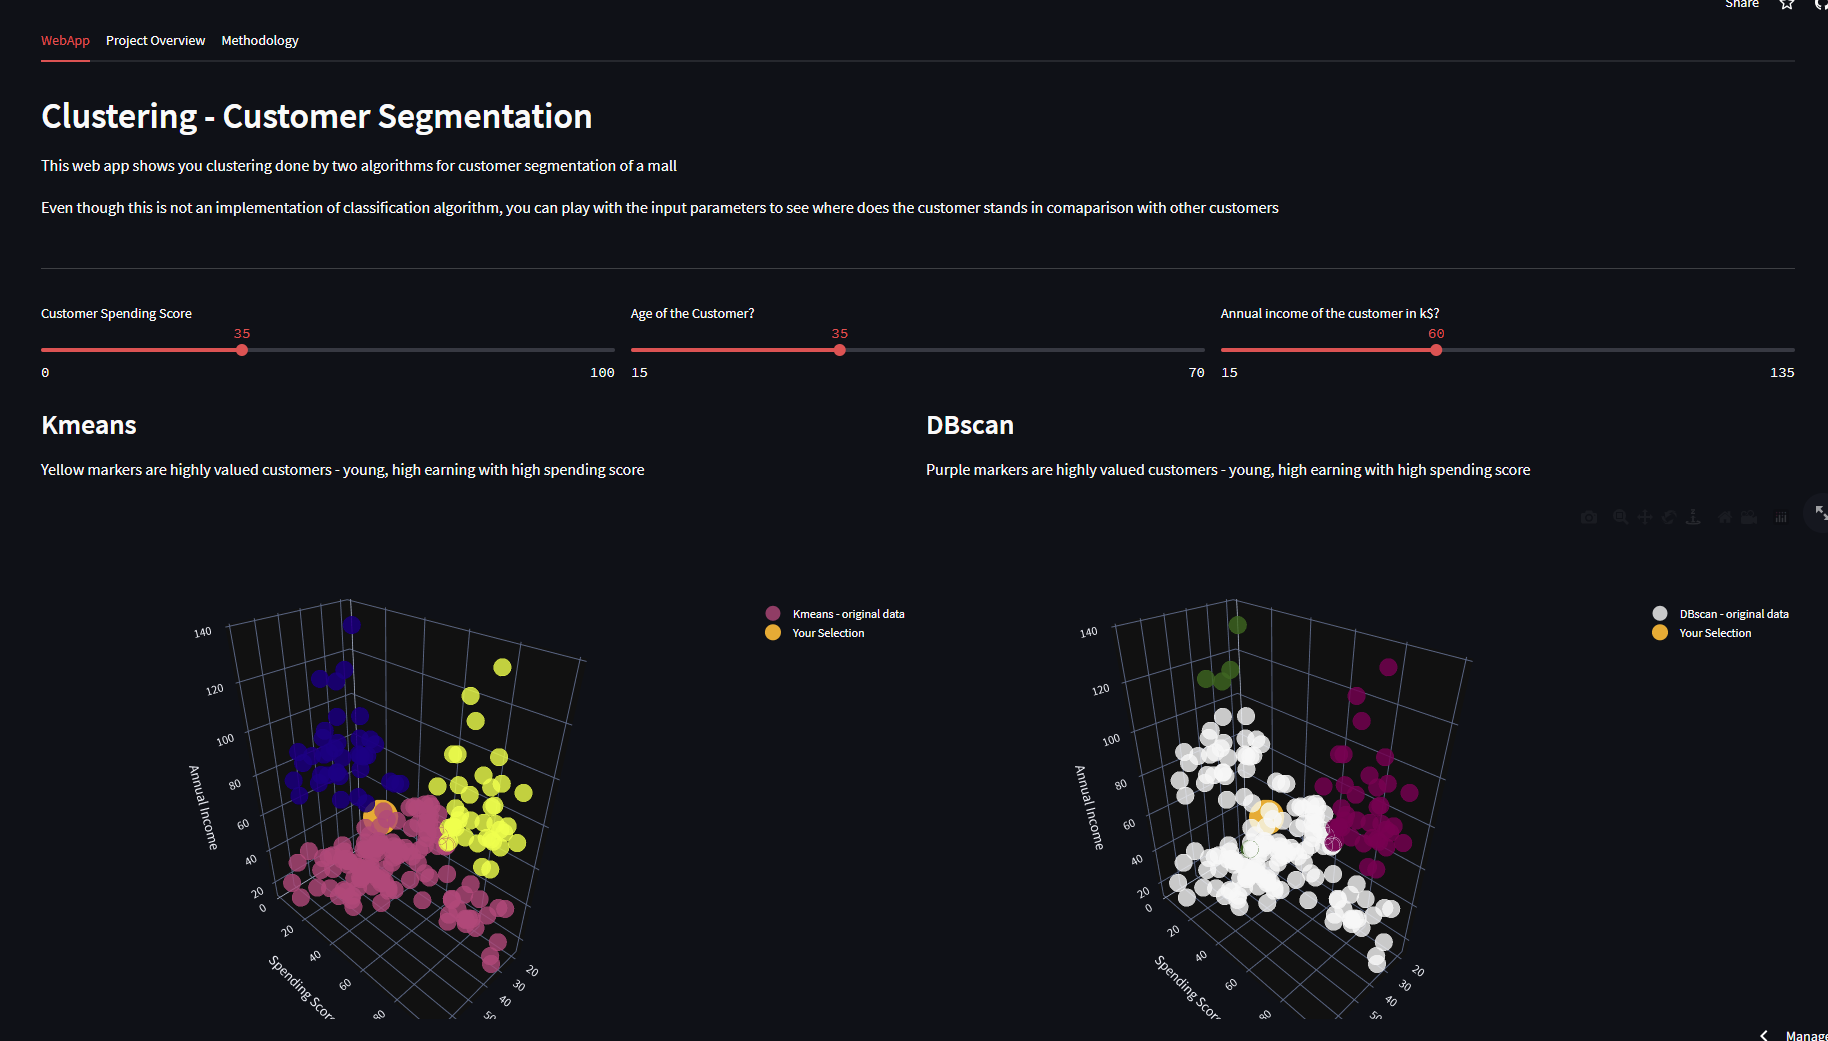 Share
WebApp Project Overview Methodology
Clustering - Customer Segmentation
This web app shows you clustering done by two algorithms for customer segmentation of a mall
Even though this is not an implementation of classification algorithm, you can play with the input parameters to see where does the customer stands in comaparison with other customers
Customer Spending Score
35
0 100
Age of the Customer?
35
15 70
Annual income of the customer in k$?
60
15 135
Kmeans
Yellow markers are highly valued customers - young, high earning with high spending score
Kmeans - original data
Your Selection
140
120
100
80
60
40
20
Annual Income
0
20
40
60
80
Spending Scor
20
30
40
50
DBscan
Purple markers are highly valued customers - young, high earning with high spending score
DBscan - original data
Your Selection
140
120
100
80
60
40
20
Annual Income
0
20
40
60
80
Spending Scor
20
30
40
50
Manage